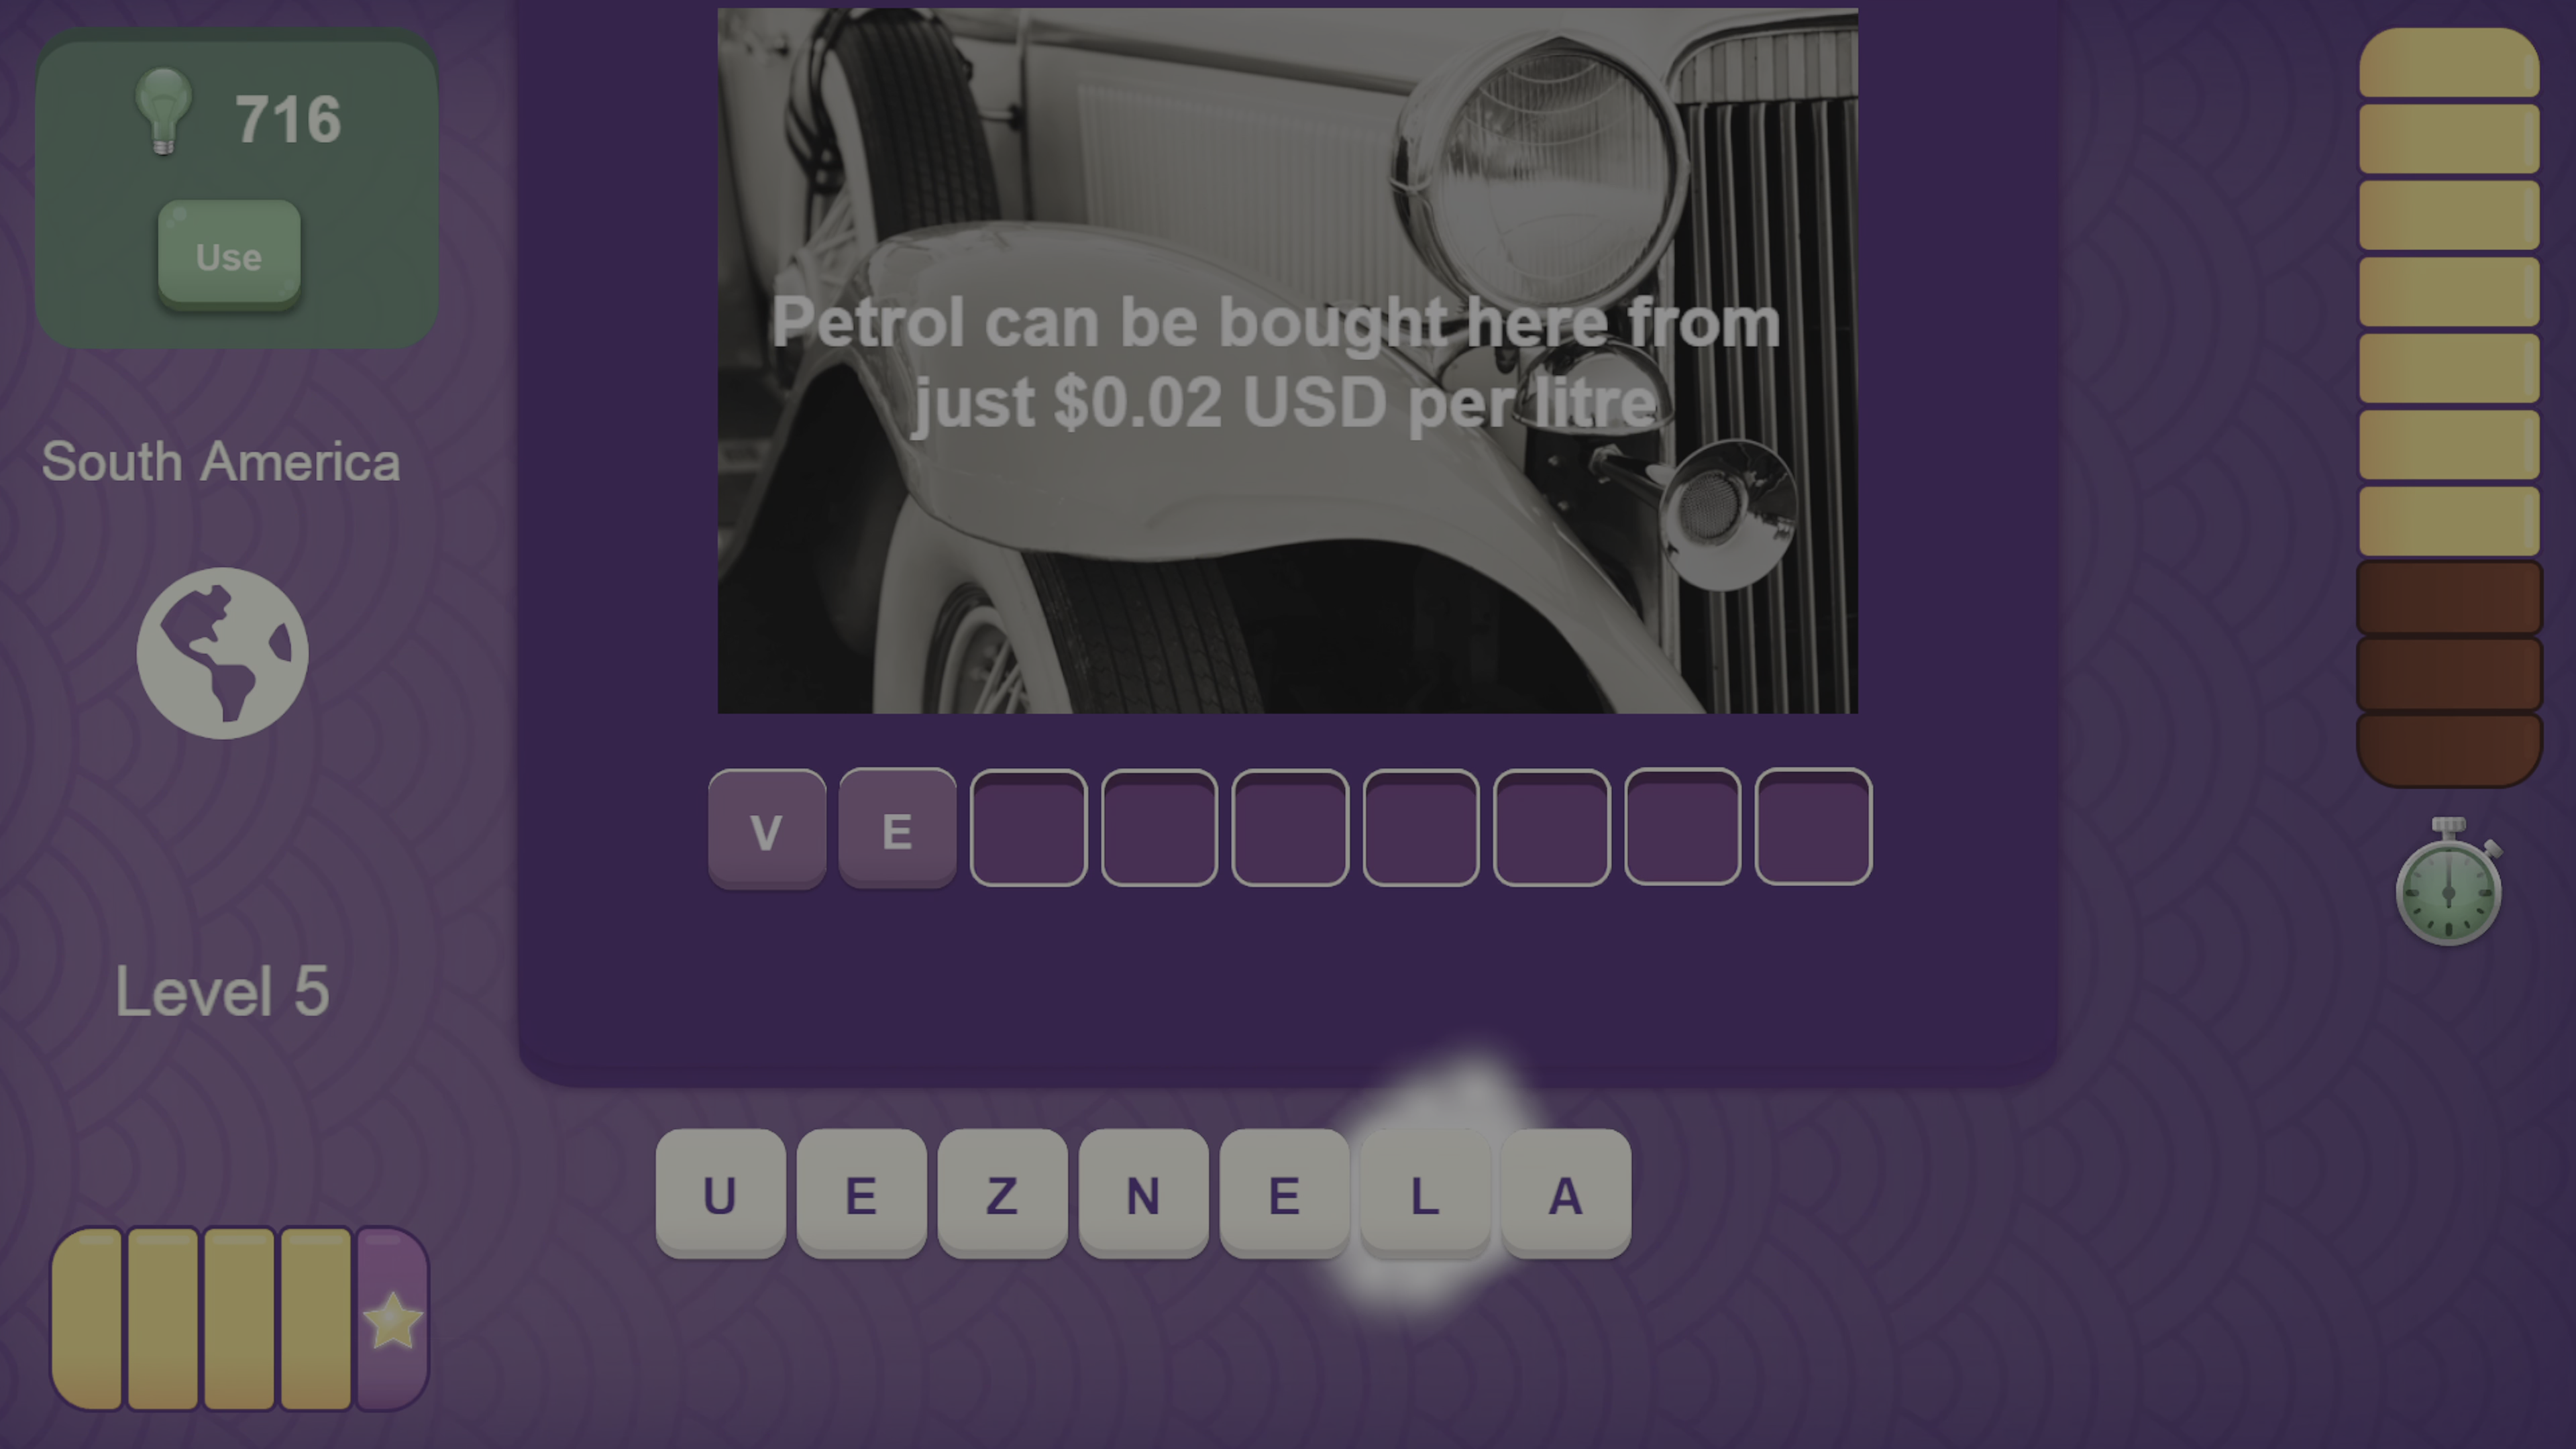 716
Use
South America
Level 5
Petrol can be bought here from
just $0.02 USD per litre
V E
U E Z N E L A